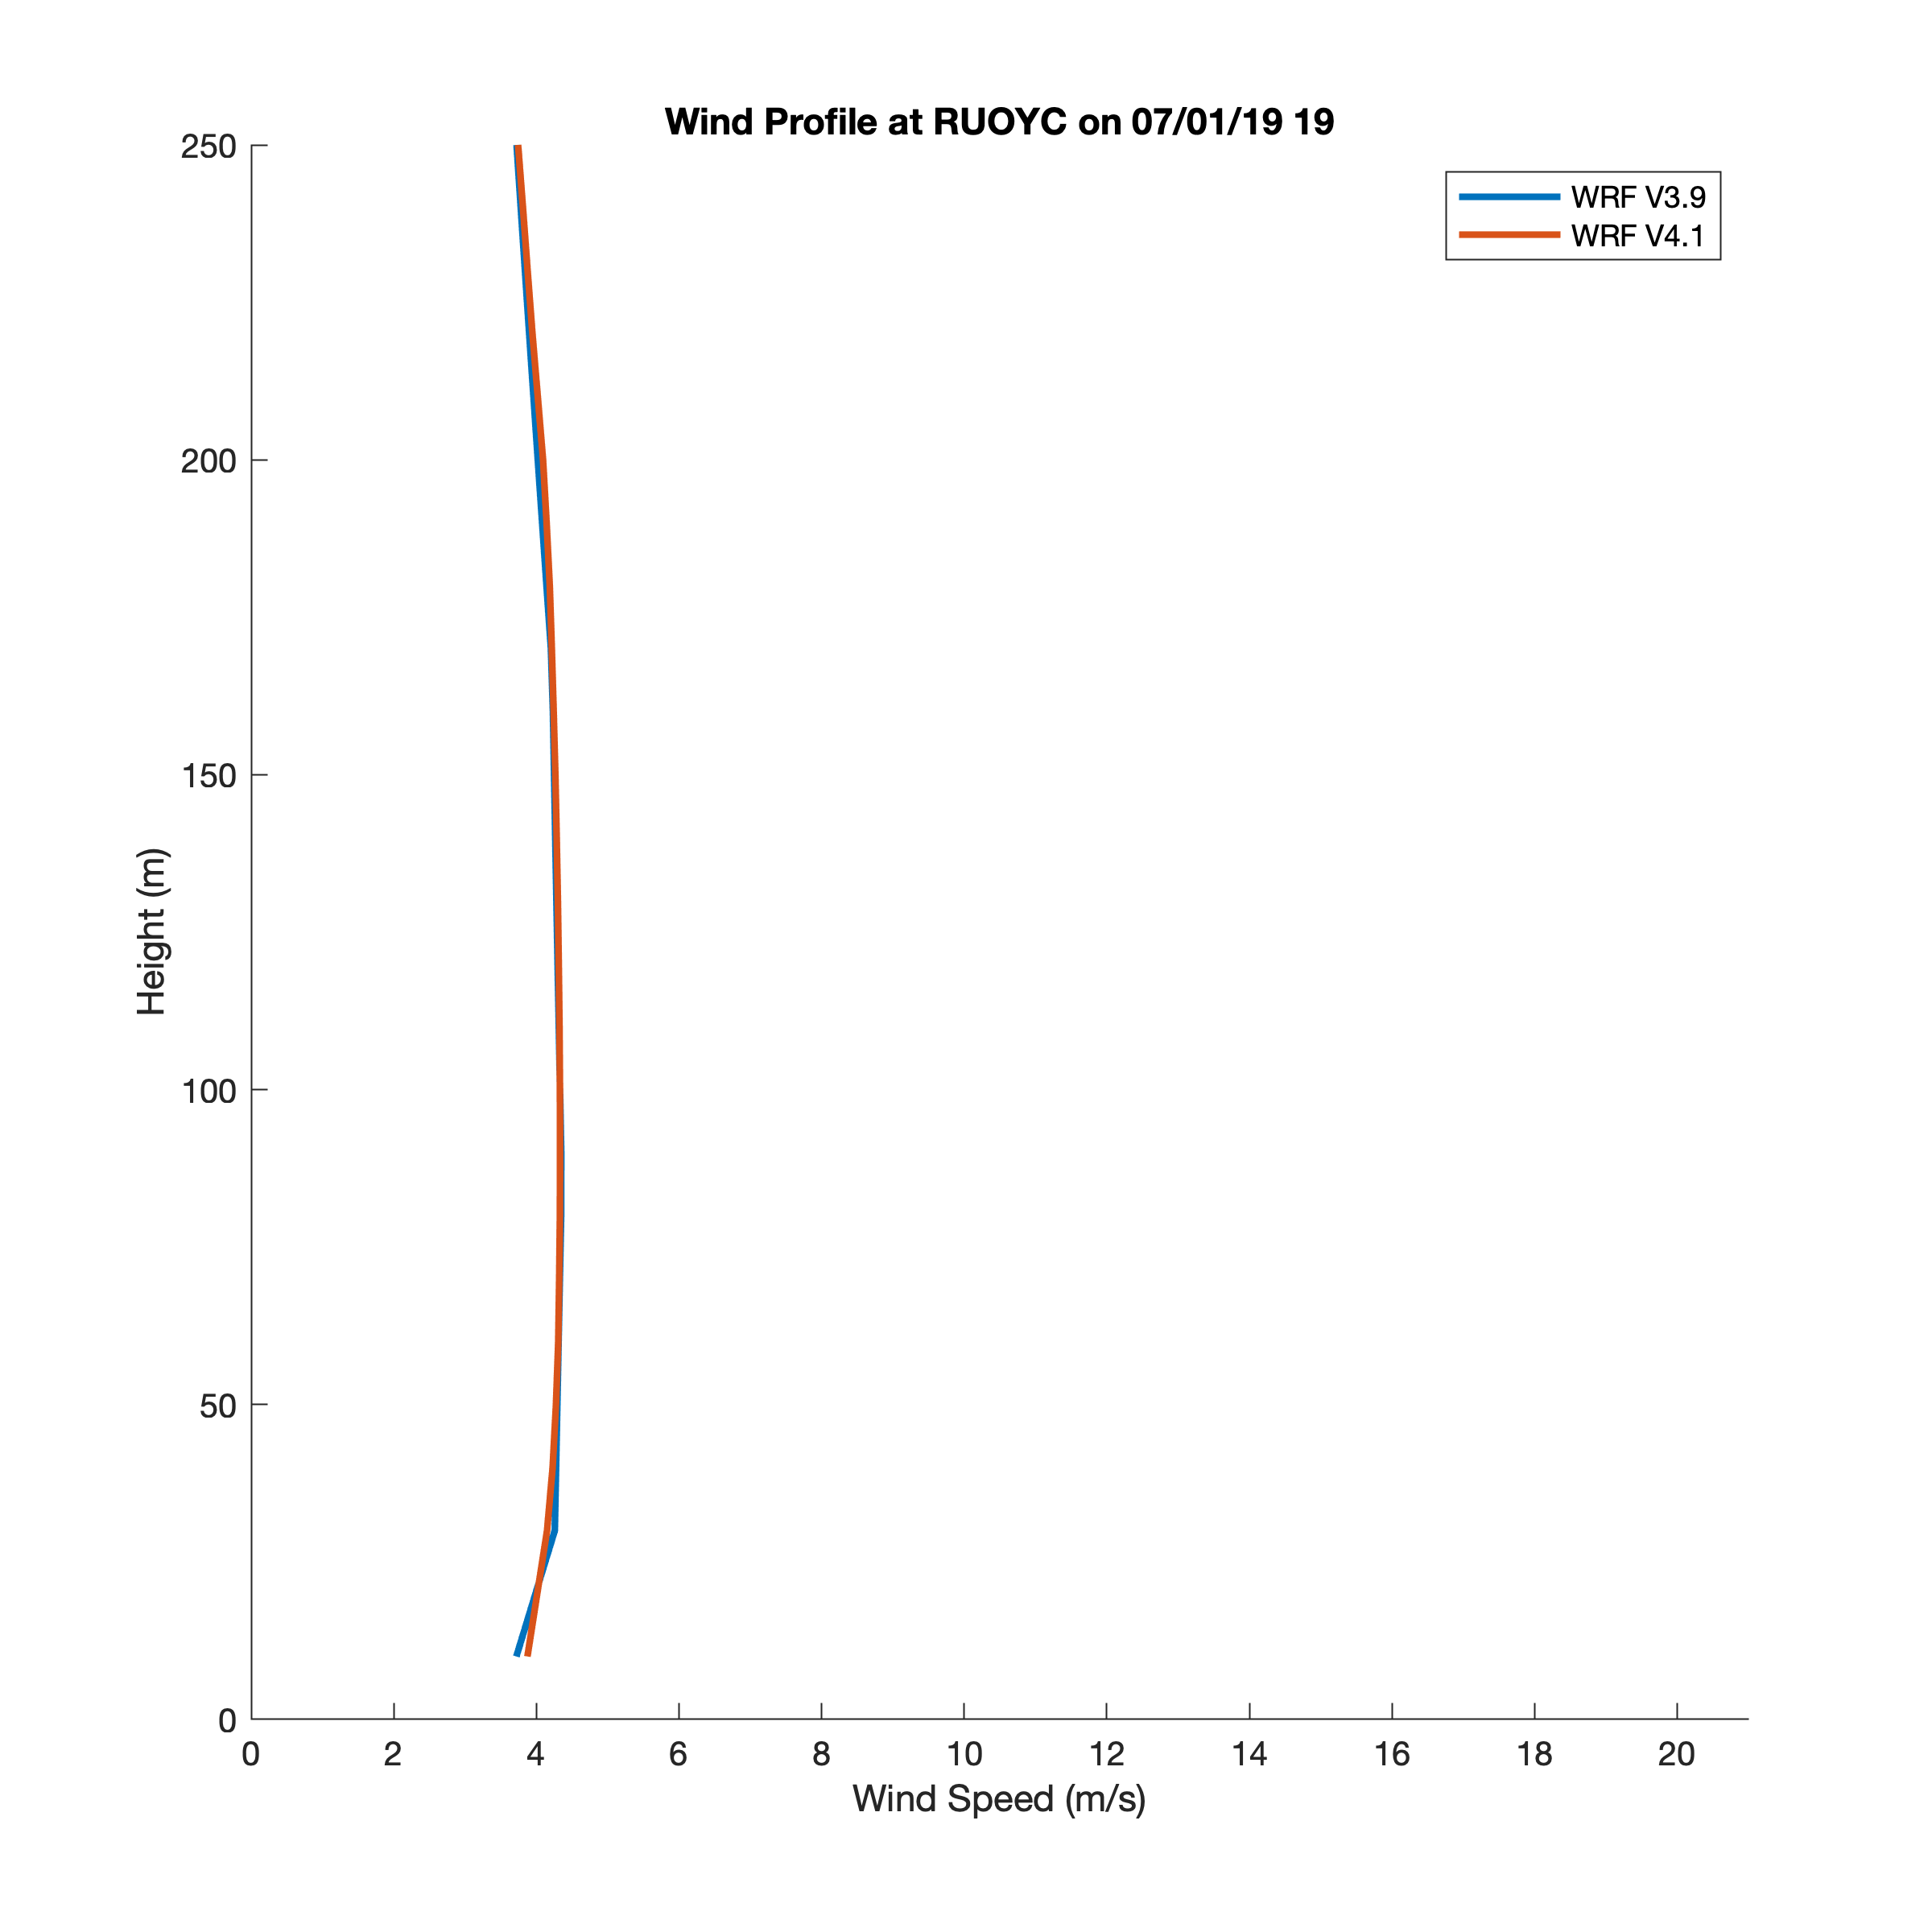 Wind Profile at RUOYC on 07/01/19 19
WRF V3.9
WRF V4.1
250
200
150
100
50
0
Height (m)
0 2 4 6 8 10 12 14 16 18 20
Wind Speed (m/s)